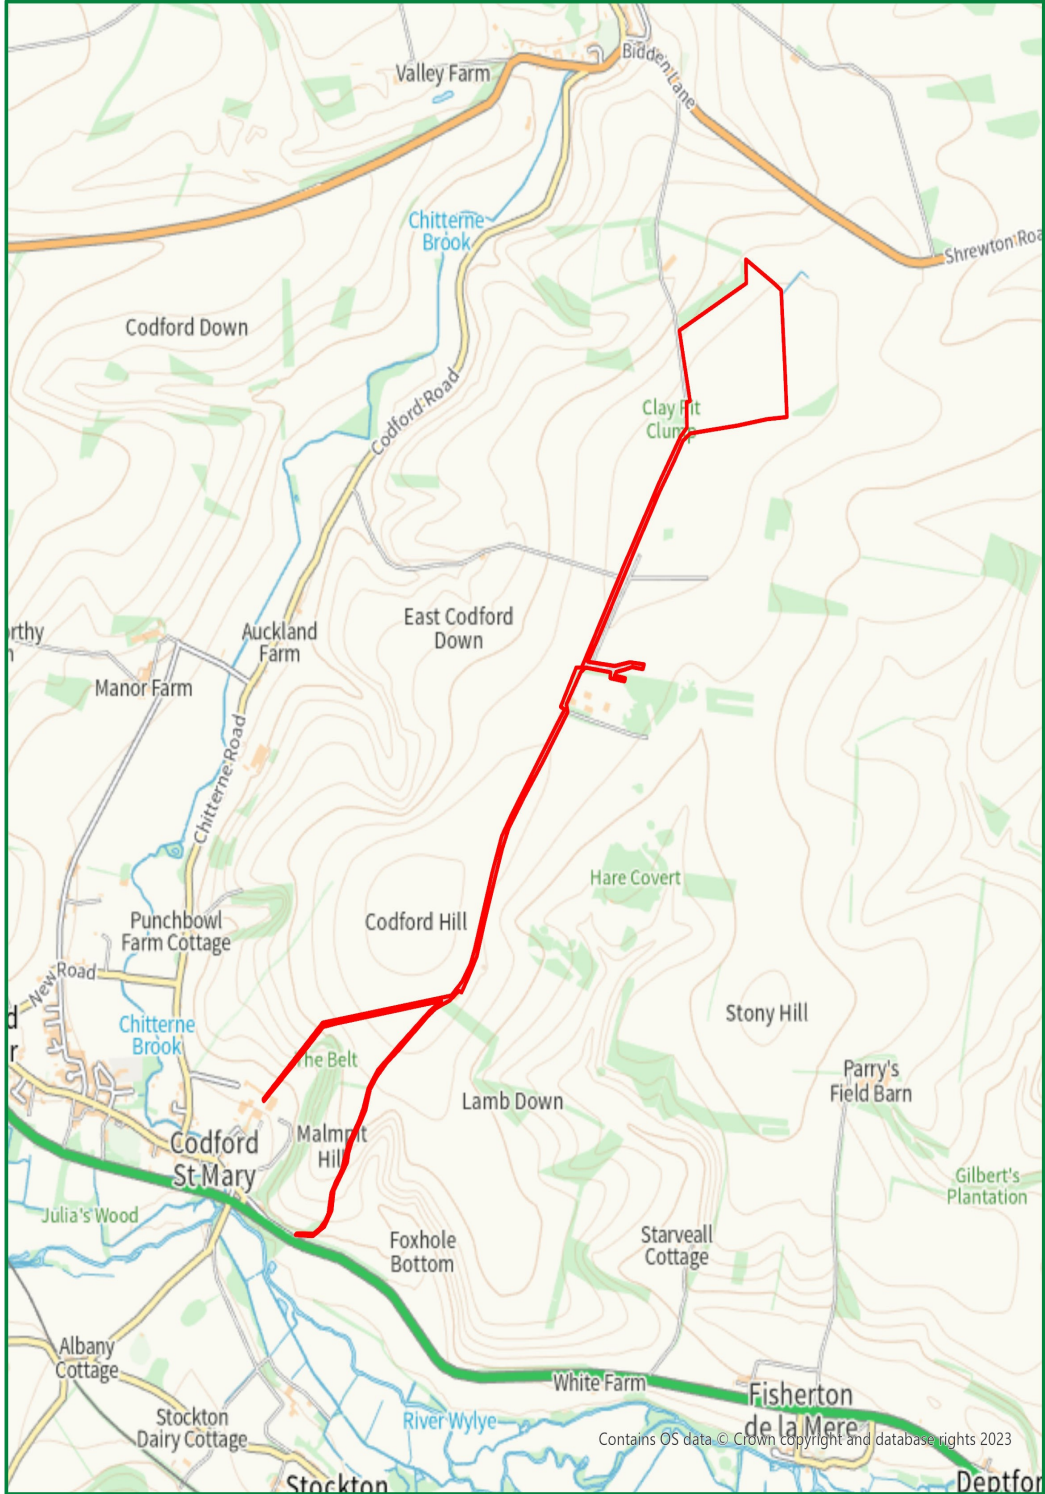 Bidden Lane
Valley Farm
Chitterne
Brook
Shrewton Roa
Codford Down
Codford Road
Clay Pit
Clump
East Codford
Down
Auckland
Farm
orthy
n
Manor Farm
Chitterne Road
Hare Covert
Punchbowl
Farm Cottage
Codford Hill
New Road
d
r
Chitterne
Brook
Stony Hill
The Belt
Parry's
Field Barn
Lamb Down
Malmpit
Hill
Codford
St Mary
Gilbert's
Plantation
Julia's Wood
Foxhole
Bottom
Starveall
Cottage
Albany
Cottage
White Farm
Fisherton
de la Mere
Stockton
Dairy Cottage
River Wylye
Contains OS data © Crown copyright and database rights 2023
Stockton
Deptfor